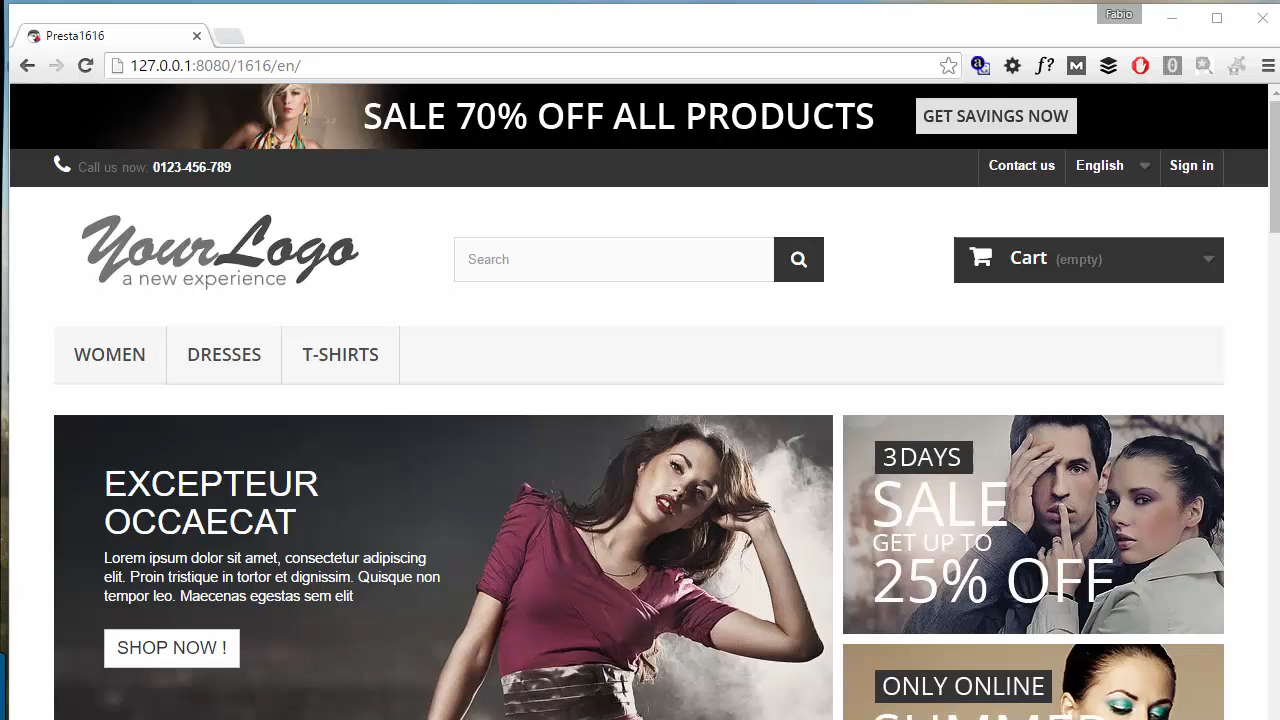 Fabio
Presta1616
127.0.0.1:8080/1616/en/
SALE 70% OFF ALL PRODUCTS
GET SAVINGS NOW
Call us now: 0123-456-789
Contact us
English
Sign in
YourLogo
a new experience
Search
Cart (empty)
WOMEN
DRESSES
T-SHIRTS
EXCEPTEUR
OCCAECAT
Lorem ipsum dolor sit amet, consectetur adipiscing
elit. Proin tristique in tortor et dignissim. Quisque non
tempor leo. Maecenas egestas sem elit
SHOP NOW !
3DAYS
SALE
GET UP TO
25% OFF
ONLY ONLINE